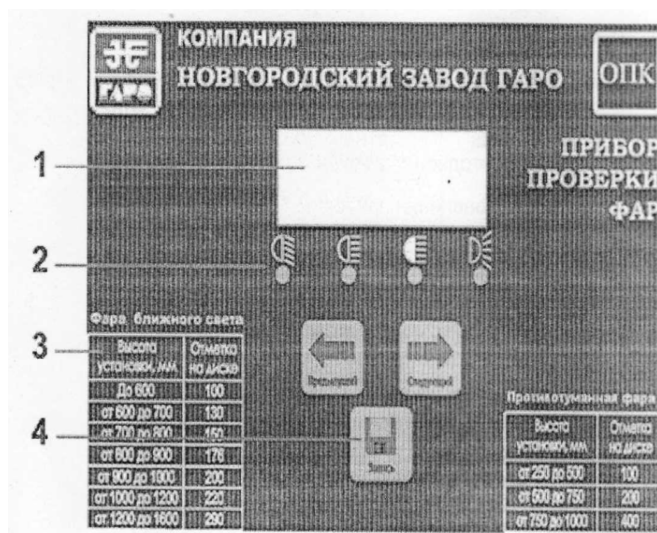 КОМПАНИЯ
НОВГОРОДСКИЙ ЗАВОД ГАРО
ГАРО
ОПК
ПРИБОР
ПРОВЕРКИ
ФАР
1
2
3
4
Фара ближного света
Высота установки, мм Отметка на диске
До 600 100
от 600 до 700 130
от 700 до 800 150
от 800 до 900 176
от 900 до 1000 200
от 1000 до 1200 220
от 1200 до 1600 290
Предыдущий
Следующий
Запись
Противотуманная фара
Высота установки, мм Отметка на диске
от 250 до 500 100
от 500 до 750 200
от 750 до 1000 400